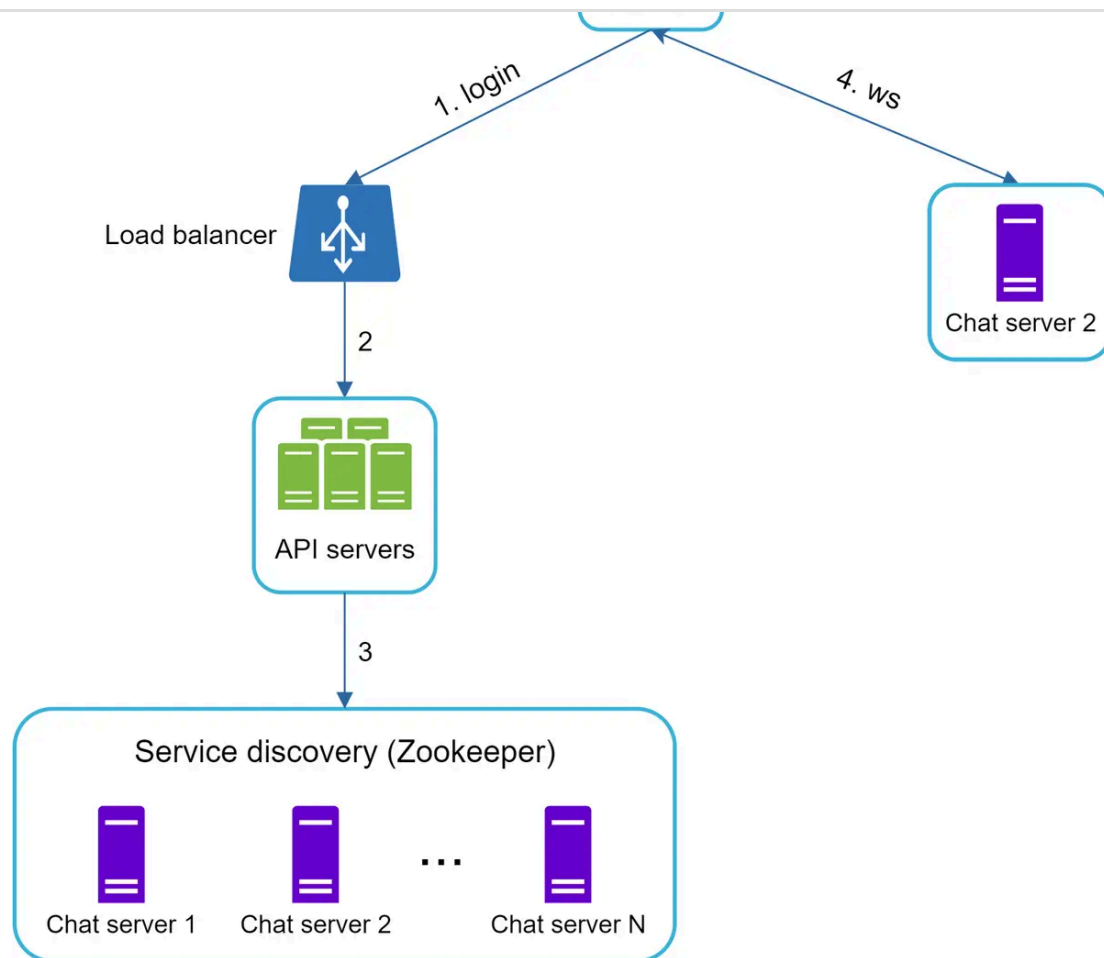 1. login
4. ws
Load balancer
Chat server 2
2
API servers
3
Service discovery (Zookeeper)
...
Chat server 1
Chat server 2
Chat server N